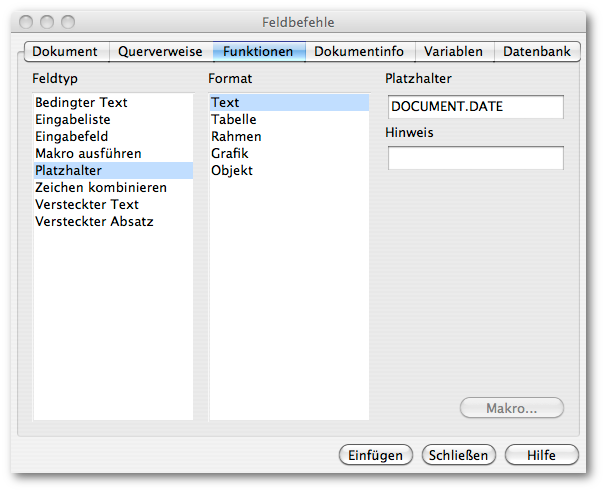 Feldbefehle
Dokument Querverweise Funktionen Dokumentinfo Variablen Datenbank
Feldtyp
Bedingter Text
Eingabeliste
Eingabefeld
Makro ausführen
Platzhalter
Zeichen kombinieren
Versteckter Text
Versteckter Absatz
Format
Text
Tabelle
Rahmen
Grafik
Objekt
Platzhalter
DOCUMENT.DATE
Hinweis
Makro...
Einfügen Schließen Hilfe